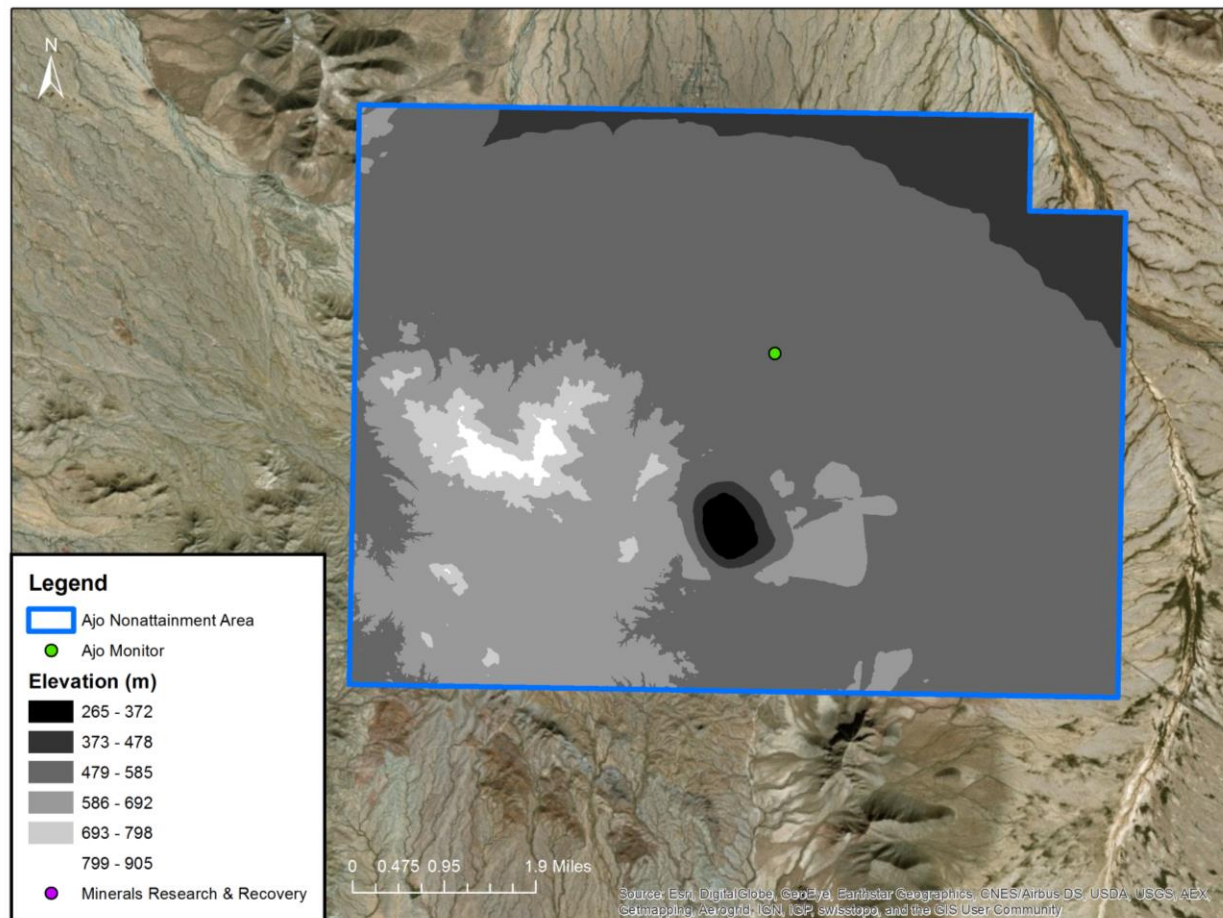 N
Legend
Ajo Nonattainment Area
Ajo Monitor
Elevation (m)
265 - 372
373 - 478
479 - 585
586 - 692
693 - 798
799 - 905
Minerals Research & Recovery
0 0.475 0.95 1.9 Miles
Source: Esri, DigitalGlobe, GeoEye, Earthstar Geographics, CNES/Airbus DS, USDA, USGS, AEX,
Getmapping, Aerogrid, IGN, IGP, swisstopo, and the GIS User Community